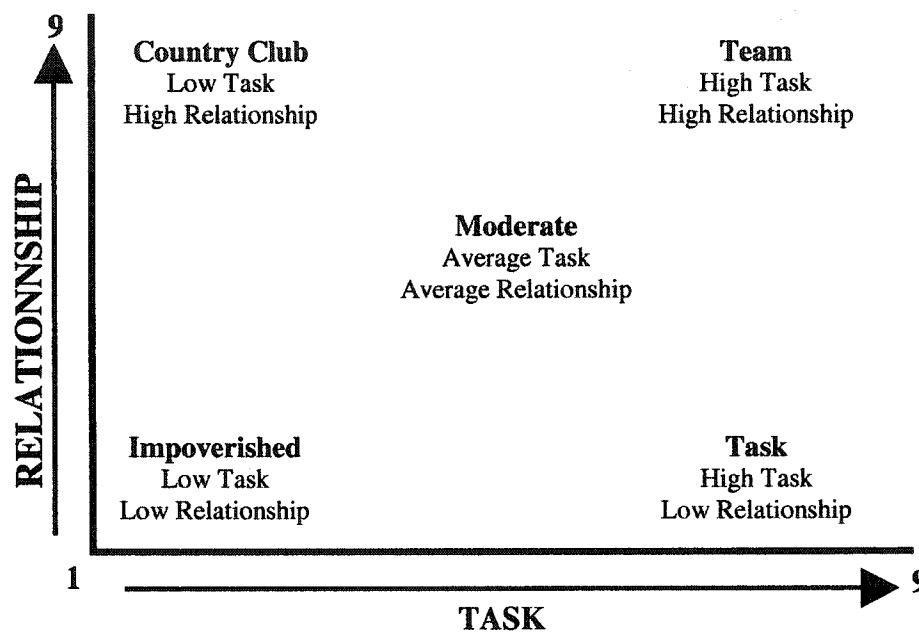 9
Country Club
Low Task
High Relationship
Team
High Task
High Relationship
RELATIONNSHIP
Moderate
Average Task
Average Relationship
Impoverished
Low Task
Low Relationship
Task
High Task
Low Relationship
1
9
TASK